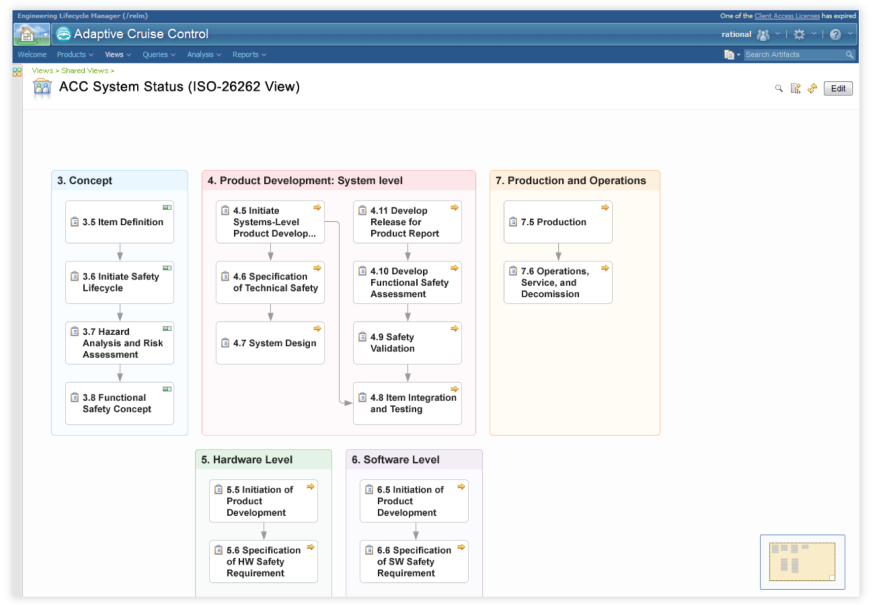 Engineering Lifecycle Manager (/relm)
One of the Client Access Licenses has expired
Adaptive Cruise Control
rational
Welcome Products Views Queries Analysis Reports
Search Artifacts
Views > Shared Views >
ACC System Status (ISO-26262 View)
Edit
3. Concept
3.5 Item Definition
3.6 Initiate Safety
Lifecycle
3.7 Hazard
Analysis and Risk
Assessment
3.8 Functional
Safety Concept
4. Product Development: System level
4.5 Initiate
Systems-Level
Product Develop...
4.6 Specification
of Technical Safety
4.7 System Design
4.11 Develop
Release for
Product Report
4.10 Develop
Functional Safety
Assessment
4.9 Safety
Validation
4.8 Item Integration
and Testing
7. Production and Operations
7.5 Production
7.6 Operations,
Service, and
Decomission
5. Hardware Level
5.5 Initiation of
Product
Development
5.6 Specification
of HW Safety
Requirement
6. Software Level
6.5 Initiation of
Product
Development
6.6 Specification
of SW Safety
Requirement